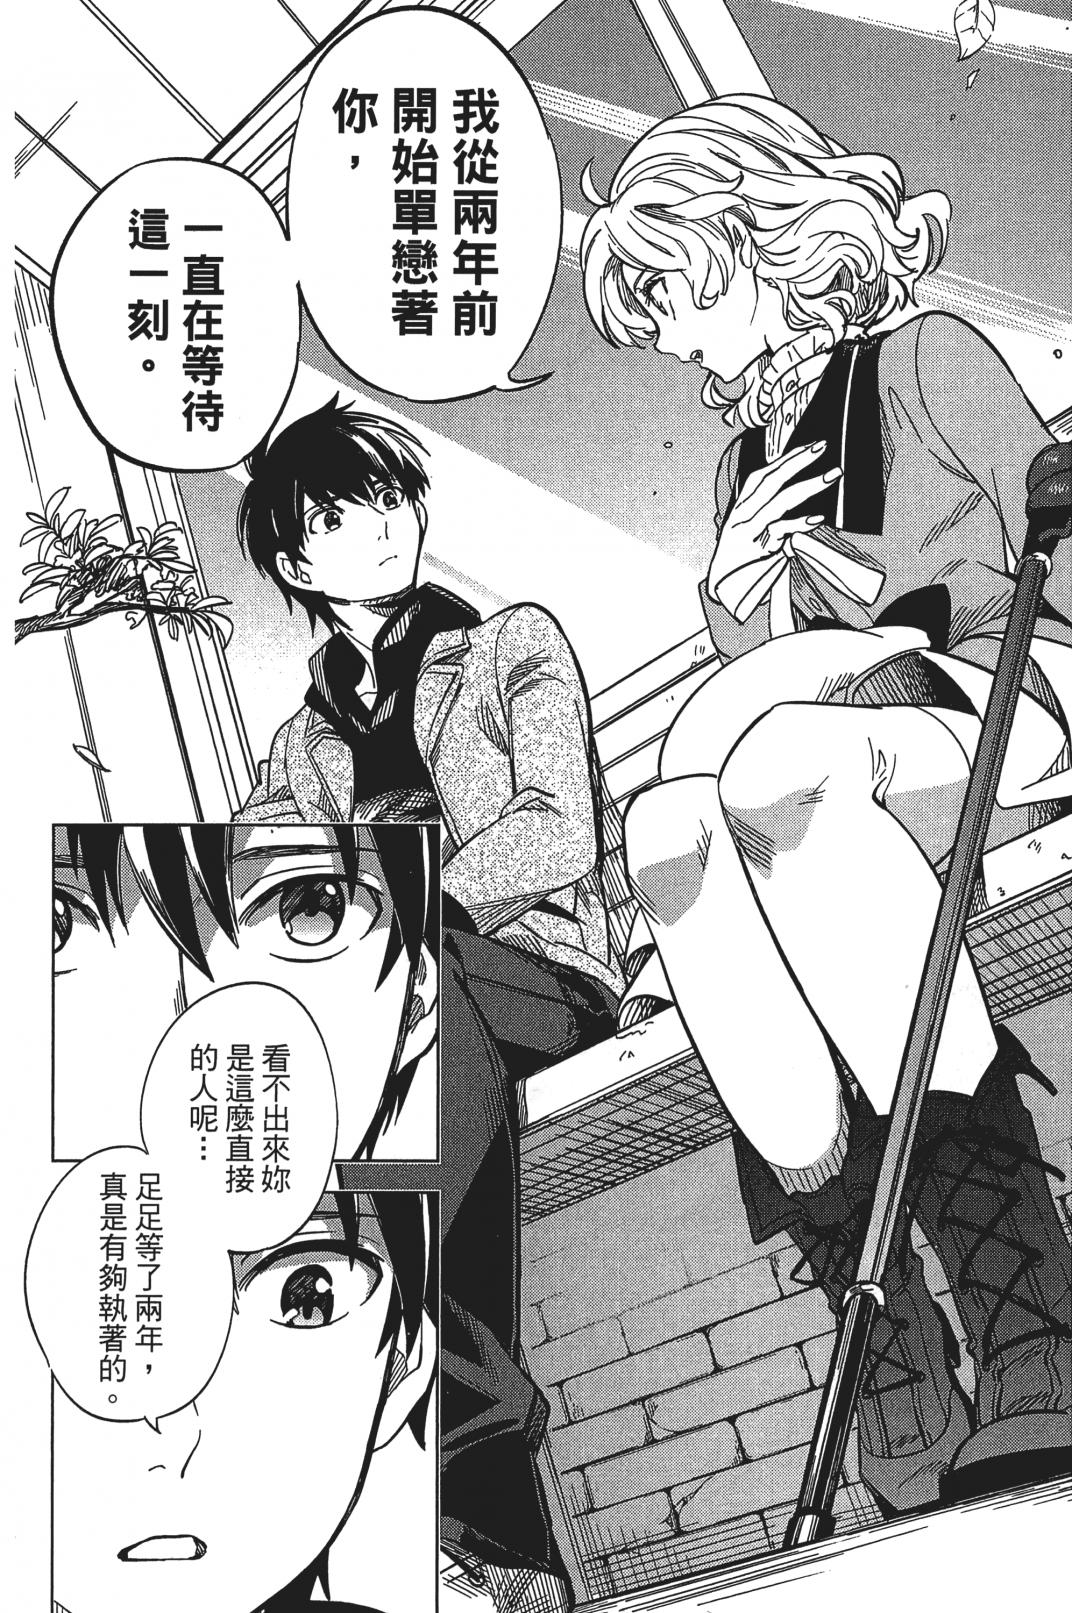 我從兩年前
開始單戀著
你，
一直在等待
這一刻。
看不出來妳
是這麼直接
的人呢…
足足等了兩年，
真是有夠執著的。